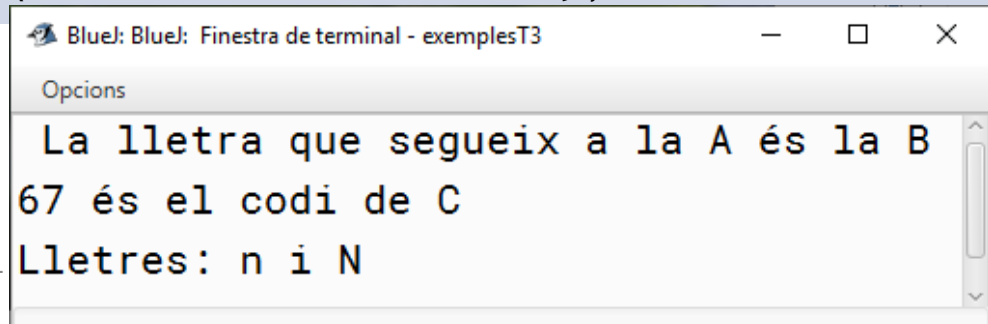 BlueJ: BlueJ: Finestra de terminal - exemplesT3
Opcions
La lletra que segueix a la A és la B
67 és el codi de C
Lletres: n i N